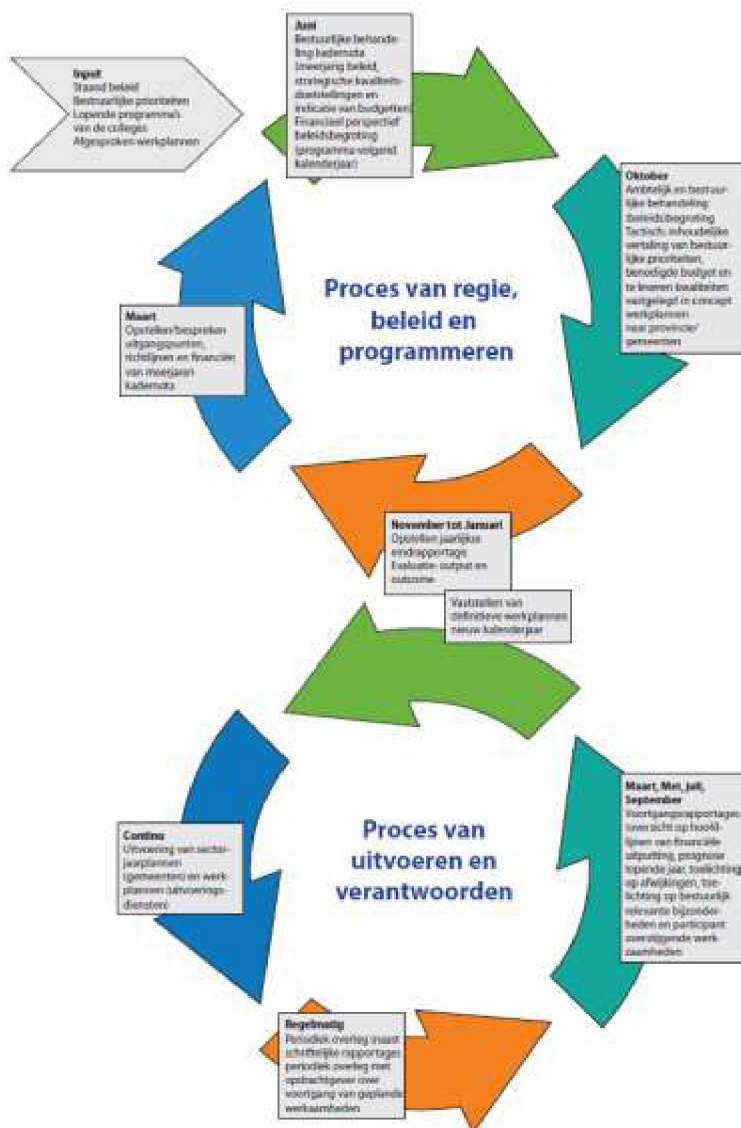 Input
Staand beleid
Bestuurlijke prioriteiten
Lopende programma's
van de colleges
Afgesproken werkplannen
Juni
Bestuurlijke behande-
ling kadernota
(meerjarig beleid,
strategische kwaliteits-
doelstellingen en
indicatie van budgetten)
Financieel perspectief
beleidsbegroting
(programma volgend
kalenderjaar)
Oktober
Ambtelijk en bestuur-
lijke behandeling
(beleids)begroting
Tactisch: inhoudelijke
vertaling van bestuur-
lijke prioriteiten,
benodigde budget en
te leveren kwaliteiten
vastgelegd in concept
werkplannen
naar provincie/
gemeenten
Proces van regie,
beleid en
programmeren
Maart
Opstellen/bespreken
uitgangspunten,
richtlijnen en financiën
van meerjaren
kadernota
November tot Januari
Opstellen jaarlijkse
eindrapportage
Evaluatie: output en
outcome
Vaststellen van
definitieve werkplannen
nieuw kalenderjaar
Maart, Mei, Juli,
September
Voortgangsrapportages
(overzicht op hoofd-
lijnen van financiële
uitputting, prognose
lopende jaar, toelichting
op afwijkingen, toe-
lichting op bestuurlijk
relevante bijzonder-
heden en participant
overstijgende werk-
zaamheden
Proces van
uitvoeren en
verantwoorden
Continu
Uitvoering van sector-
jaarplannen
(gemeenten) en werk-
plannen (uitvoerings-
diensten)
Regelmatig
Periodiek overleg (naast
schriftelijke rapportages
periodiek overleg met
opdrachtgever over
voortgang van geplande
werkzaamheden